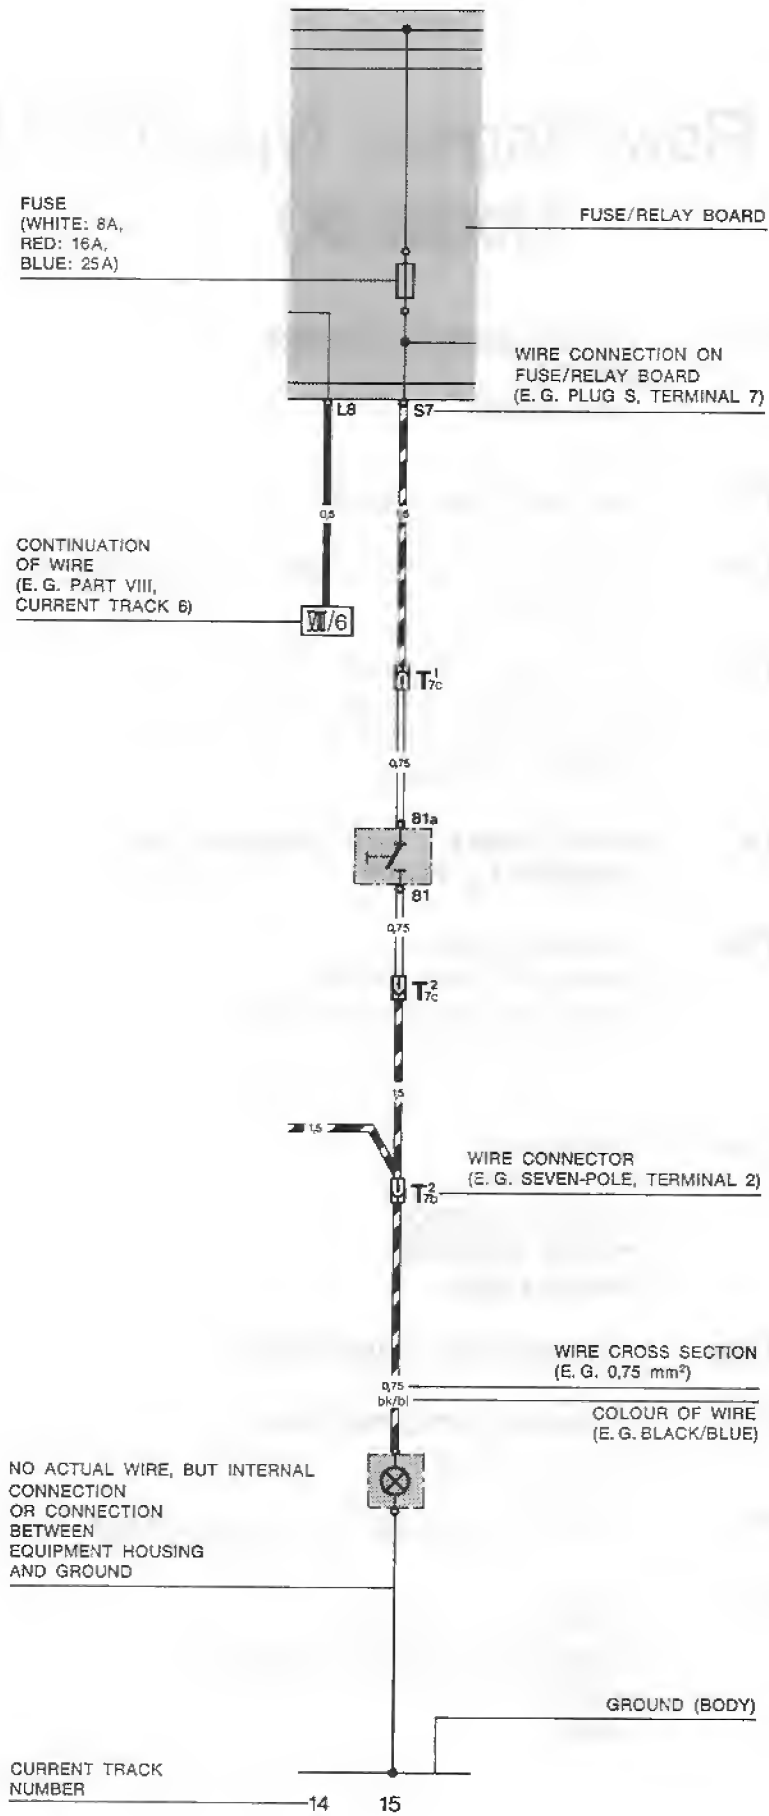 FUSE
(WHITE: 8A,
RED: 16A,
BLUE: 25A)
FUSE/RELAY BOARD
WIRE CONNECTION ON
FUSE/RELAY BOARD
(E. G. PLUG S, TERMINAL 7)
L8
S7
0,5
1,5
CONTINUATION
OF WIRE
(E. G. PART VIII,
CURRENT TRACK 6)
VIII/6
T7c1
0,75
81a
81
0,75
T7c2
1,5
1,5
WIRE CONNECTOR
(E. G. SEVEN-POLE, TERMINAL 2)
T7b2
WIRE CROSS SECTION
(E. G. 0,75 mm²)
0,75
bk/bl
COLOUR OF WIRE
(E. G. BLACK/BLUE)
NO ACTUAL WIRE, BUT INTERNAL
CONNECTION
OR CONNECTION
BETWEEN
EQUIPMENT HOUSING
AND GROUND
GROUND (BODY)
CURRENT TRACK
NUMBER
14
15